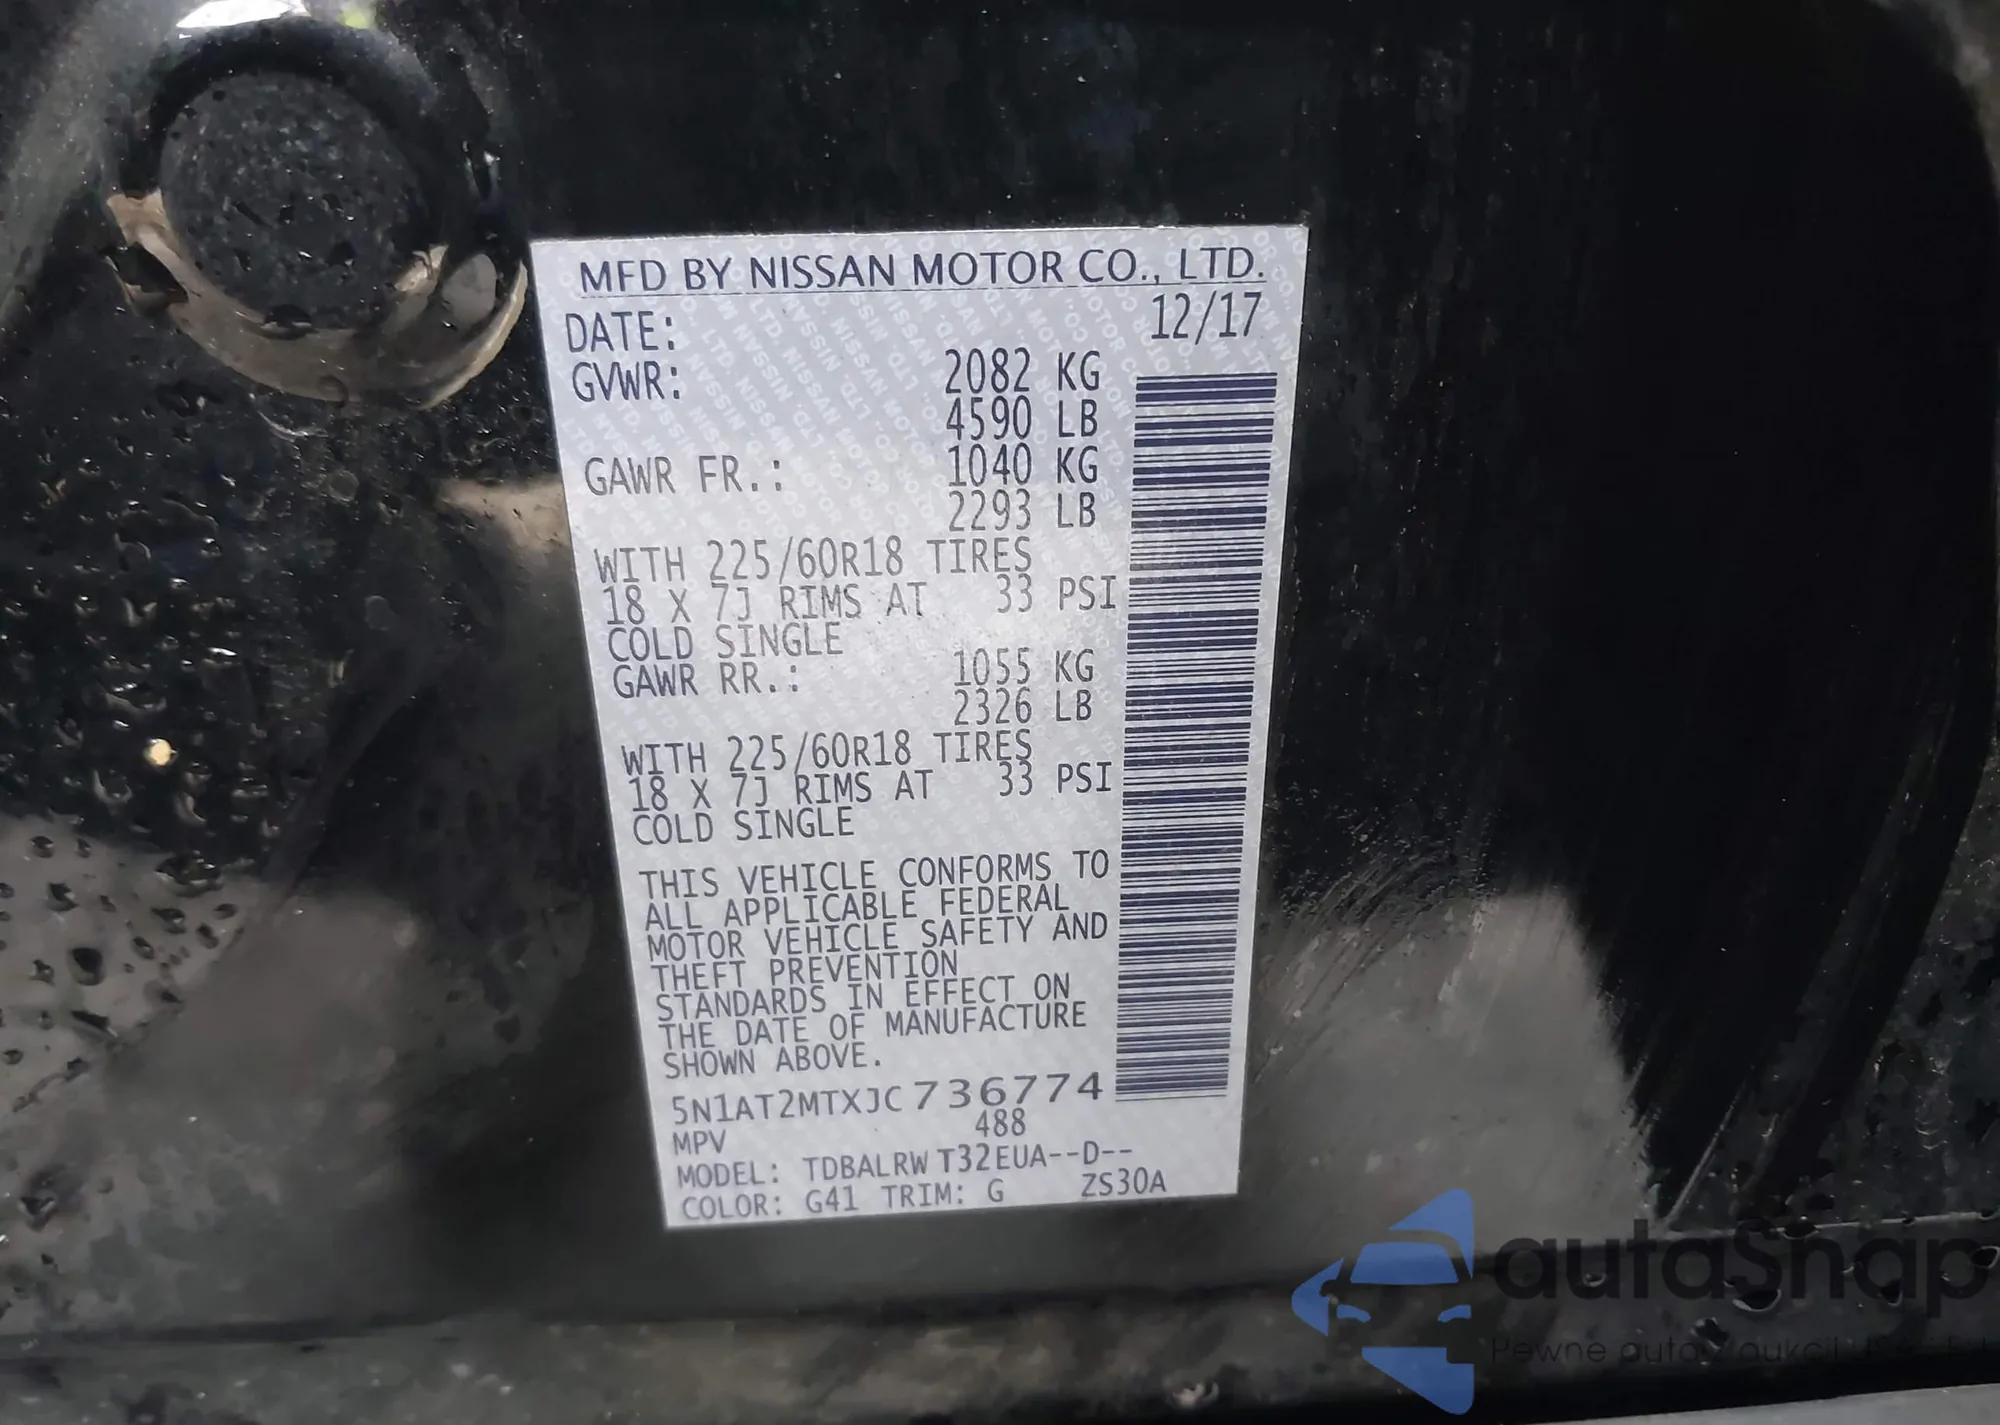 MFD BY NISSAN MOTOR CO., LTD.
DATE: 12/17
GVWR: 2082 KG
4590 LB
GAWR FR.: 1040 KG
2293 LB
WITH 225/60R18 TIRES
18 X 7J RIMS AT 33 PSI
COLD SINGLE
GAWR RR.: 1055 KG
2326 LB
WITH 225/60R18 TIRES
18 X 7J RIMS AT 33 PSI
COLD SINGLE
THIS VEHICLE CONFORMS TO
ALL APPLICABLE FEDERAL
MOTOR VEHICLE SAFETY AND
THEFT PREVENTION
STANDARDS IN EFFECT ON
THE DATE OF MANUFACTURE
SHOWN ABOVE.
5N1AT2MTXJC736774
MPV 488
MODEL: TDBALRW T32EUA--D--
COLOR: G41 TRIM: G ZS30A
autaSnap
Pewne auta z aukcji